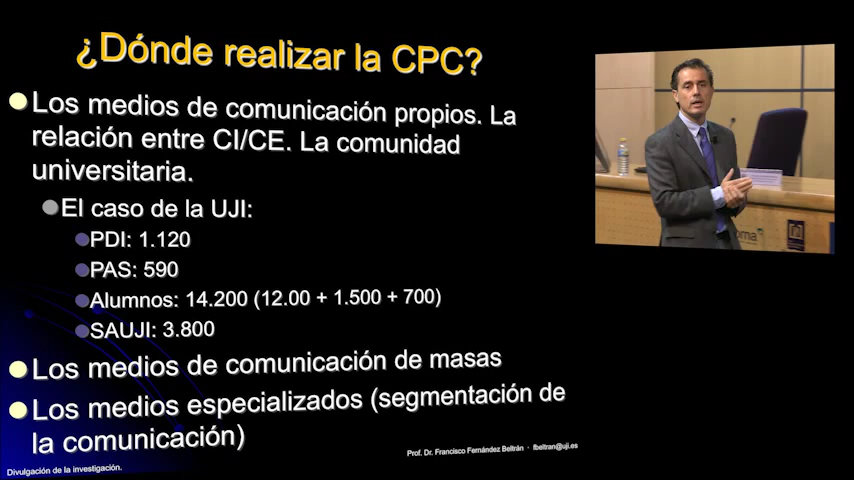 ¿Dónde realizar la CPC?
Los medios de comunicación propios. La
relación entre CI/CE. La comunidad
universitaria.
El caso de la UJI:
PDI: 1.120
PAS: 590
Alumnos: 14.200 (12.00 + 1.500 + 700)
SAUJI: 3.800
Los medios de comunicación de masas
Los medios especializados (segmentación de
la comunicación)
Prof. Dr. Francisco Fernández Beltrán · fbeltran@uji.es
Divulgación de la investigación.